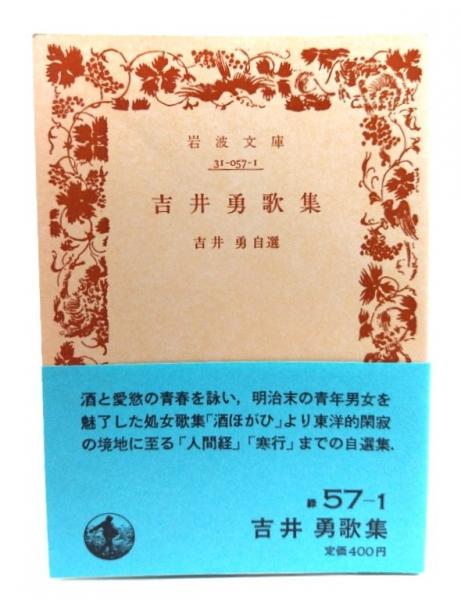 岩波文庫
31-057-1
吉井勇歌集
吉井 勇自選
酒と愛慾の青春を詠い，明治末の青年男女を
魅了した処女歌集「酒ほがひ」より東洋的閑寂
の境地に至る「人間経」「寒行」までの自選集．
緑 57-1
吉井 勇歌集
定価400円